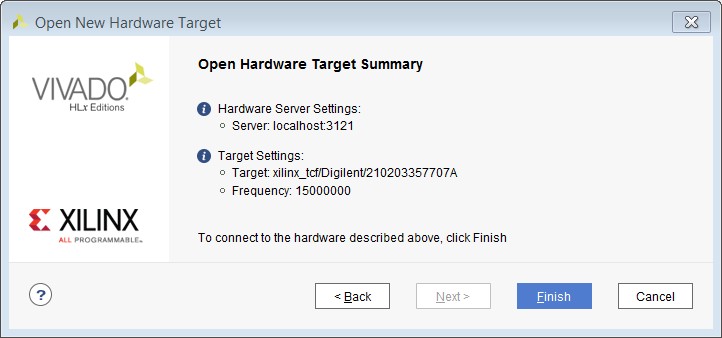 Open New Hardware Target
VIVADO.
HLx Editions
XILINX
ALL PROGRAMMABLE™
Open Hardware Target Summary
Hardware Server Settings:
Server: localhost:3121
Target Settings:
Target: xilinx_tcf/Digilent/210203357707A
Frequency: 15000000
To connect to the hardware described above, click Finish
?
< Back
Next >
Finish
Cancel